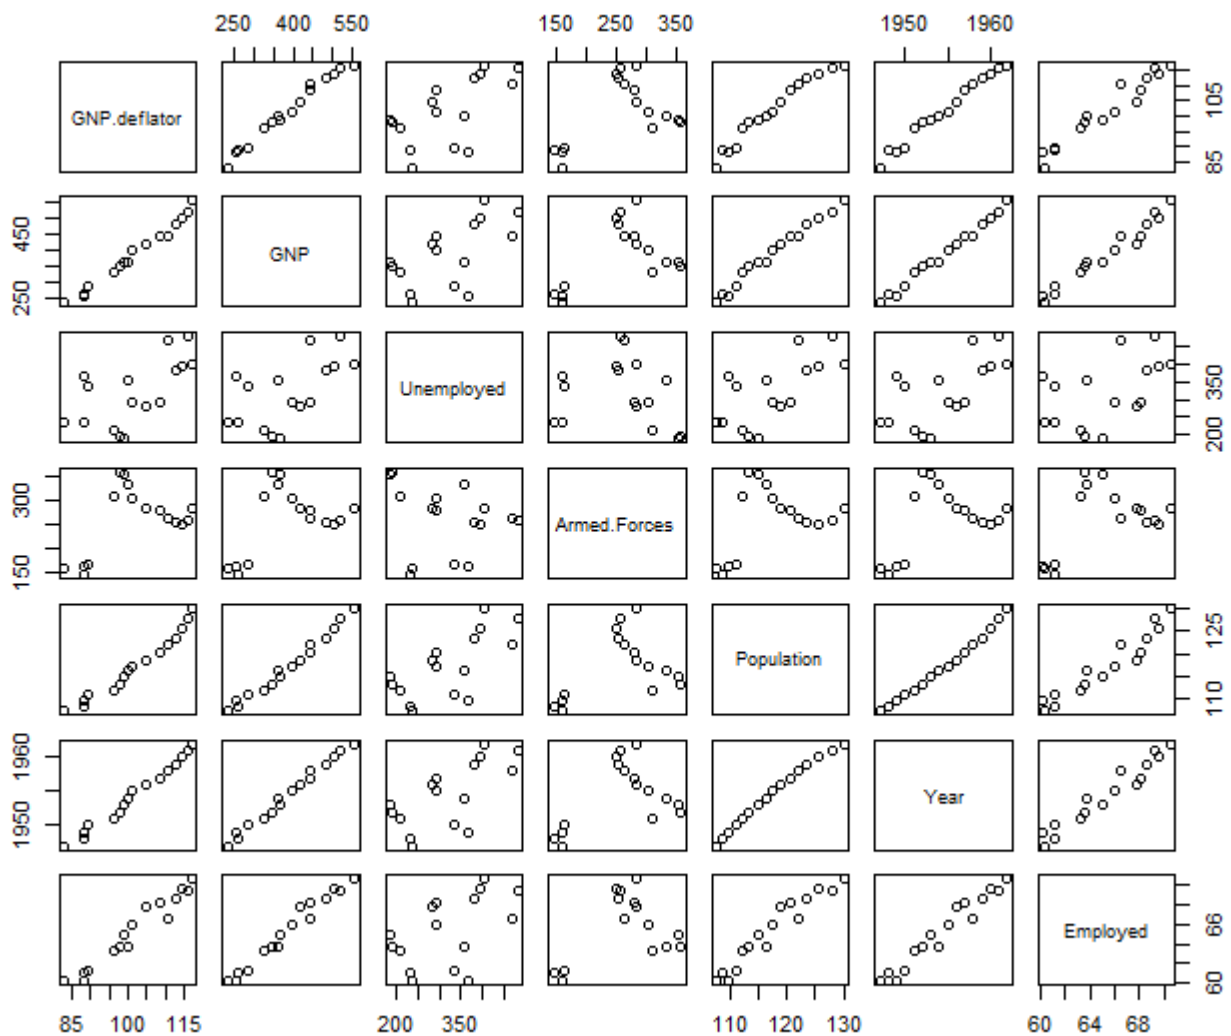 250 400 550 150 250 350 1950 1960
GNP.deflator 85 105
250 450 GNP
Unemployed 200 350
150 300 Armed.Forces
Population 110 125
1950 1960 Year
Employed 60 66
85 100 115 200 350 110 120 130 60 64 68